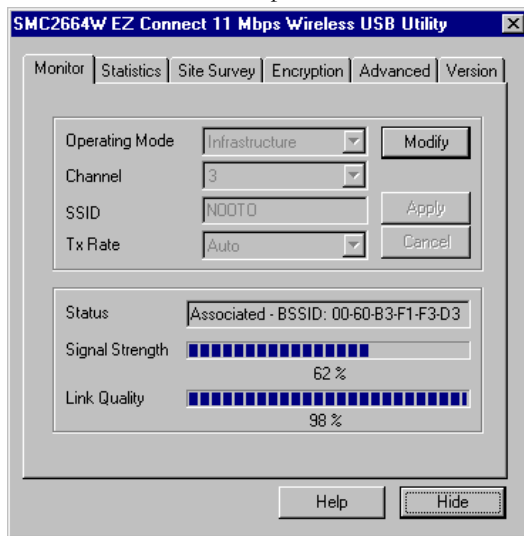 SMC2664W EZ Connect 11 Mbps Wireless USB Utility
Monitor Statistics Site Survey Encryption Advanced Version
Operating Mode Infrastructure Modify
Channel 3
SSID N00T0 Apply
Tx Rate Auto Cancel
Status Associated - BSSID: 00-60-B3-F1-F3-D3
Signal Strength
62 %
Link Quality
98 %
Help Hide